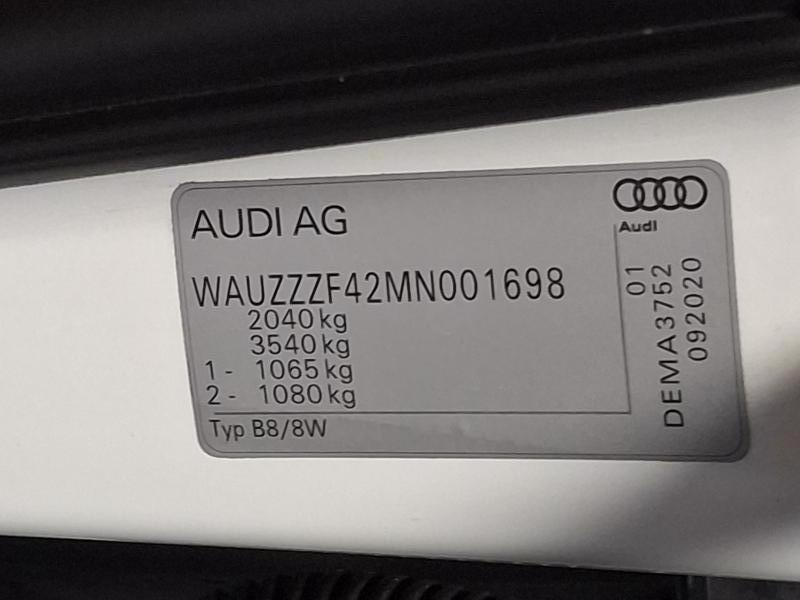 AUDI AG
Audi
WAUZZZF42MN001698
2040 kg
3540 kg
1 - 1065 kg
2 - 1080 kg
Typ B8/8W
01
DEMA3752
092020